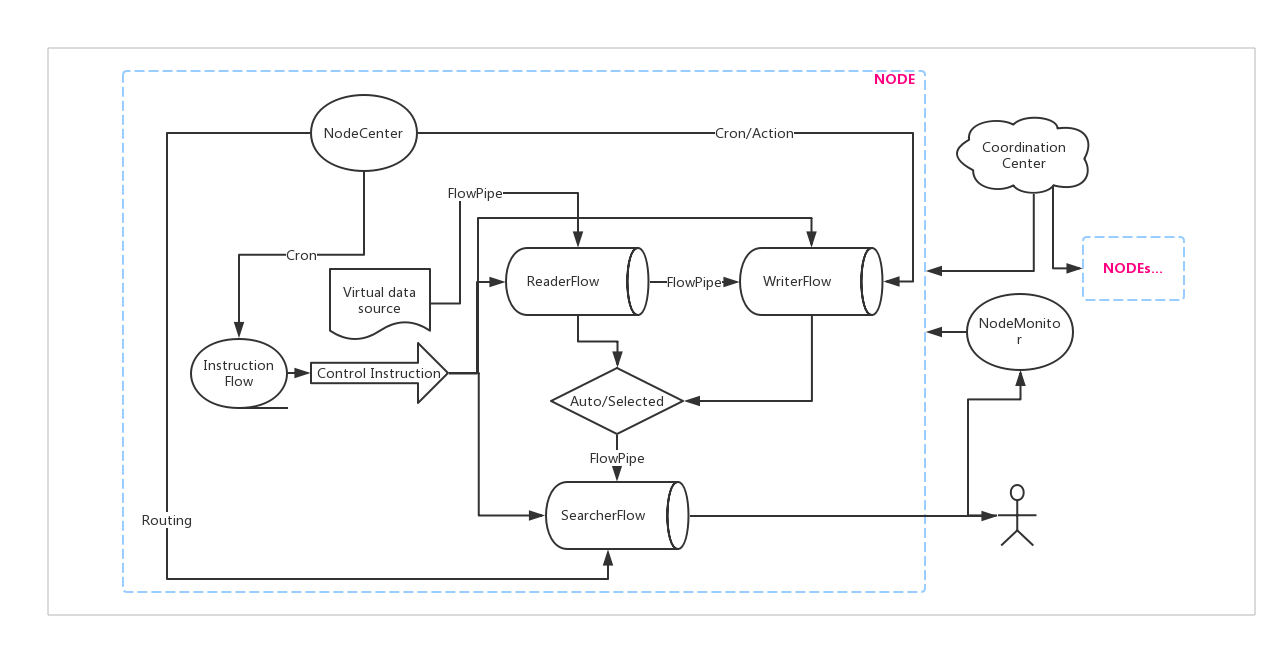 NODE
NodeCenter
Cron/Action
Coordination
Center
FlowPipe
Cron
NODEs...
Virtual data
source
ReaderFlow
FlowPipe
WriterFlow
NodeMonito
r
Instruction
Flow
Control Instruction
Auto/Selected
FlowPipe
SearcherFlow
Routing